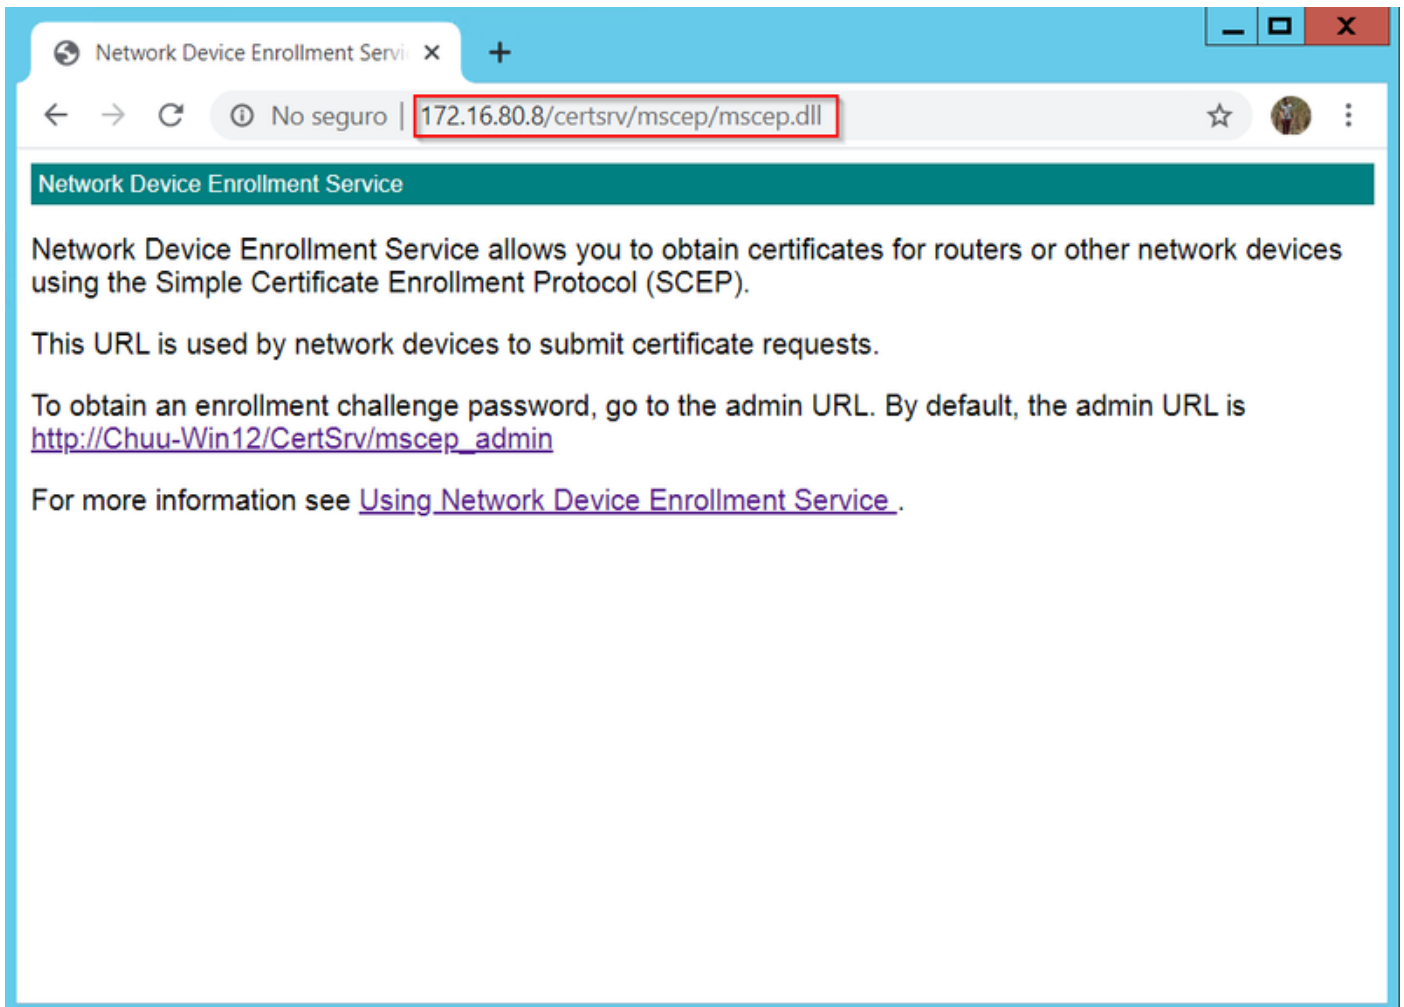 Network Device Enrollment Servi
No seguro | 172.16.80.8/certsrv/mscep/mscep.dll
Network Device Enrollment Service
Network Device Enrollment Service allows you to obtain certificates for routers or other network devices
using the Simple Certificate Enrollment Protocol (SCEP).
This URL is used by network devices to submit certificate requests.
To obtain an enrollment challenge password, go to the admin URL. By default, the admin URL is
http://Chuu-Win12/CertSrv/mscep_admin
For more information see Using Network Device Enrollment Service .